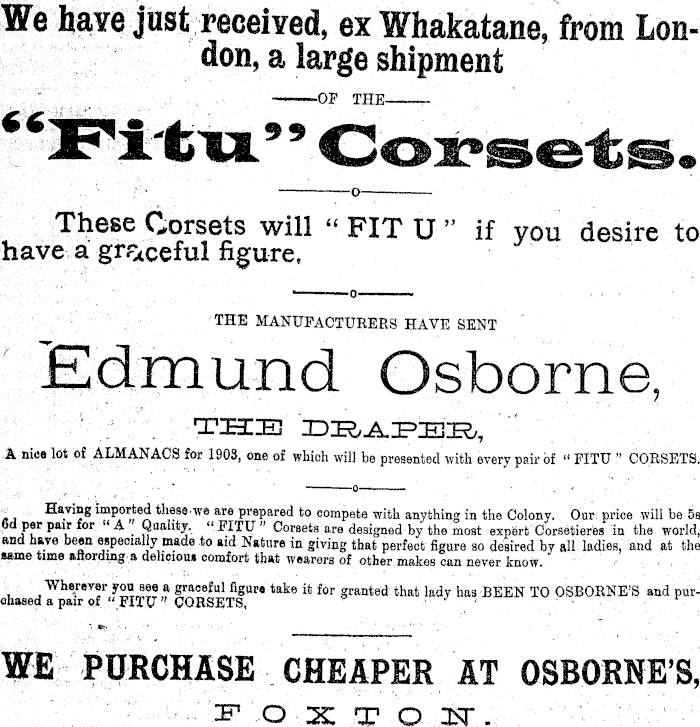 We have just received, ex Whakatane, from Lon-
don, a large shipment
OF THE
"Fitu" Corsets.
o
These Corsets will "FIT U" if you desire to
have a graceful figure,
o
THE MANUFACTURERS HAVE SENT
Edmund Osborne,
THE DRAPER,
A nice lot of ALMANACS for 1903, one of which will be presented with every pair of "FITU" CORSETS.
o
Having imported these we are prepared to compete with anything in the Colony. Our price will be 5s
6d per pair for "A" Quality. "FITU" Corsets are designed by the most expert Corsetieres in the world,
and have been especially made to aid Nature in giving that perfect figure so desired by all ladies, and at the
same time affording a delicious comfort that wearers of other makes can never know.
Wherever you see a graceful figure take it for granted that lady has BEEN TO OSBORNE'S and pur-
chased a pair of "FITU" CORSETS,
WE PURCHASE CHEAPER AT OSBORNE'S,
FOXTON.